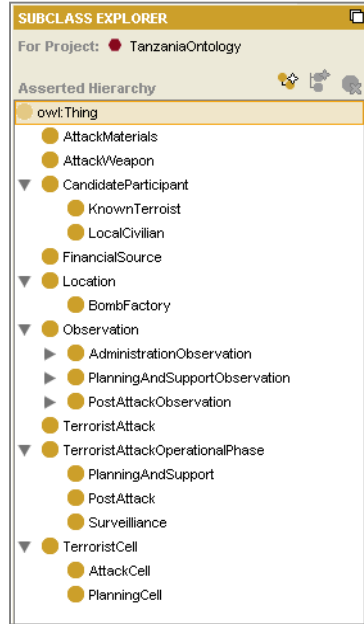 SUBCLASS EXPLORER
For Project: TanzaniaOntology
Asserted Hierarchy
owl:Thing
AttackMaterials
AttackWeapon
CandidateParticipant
KnownTerroist
LocalCivilian
FinancialSource
Location
BombFactory
Observation
AdministrationObservation
PlanningAndSupportObservation
PostAttackObservation
TerroristAttack
TerroristAttackOperationalPhase
PlanningAndSupport
PostAttack
Surveilliance
TerroristCell
AttackCell
PlanningCell